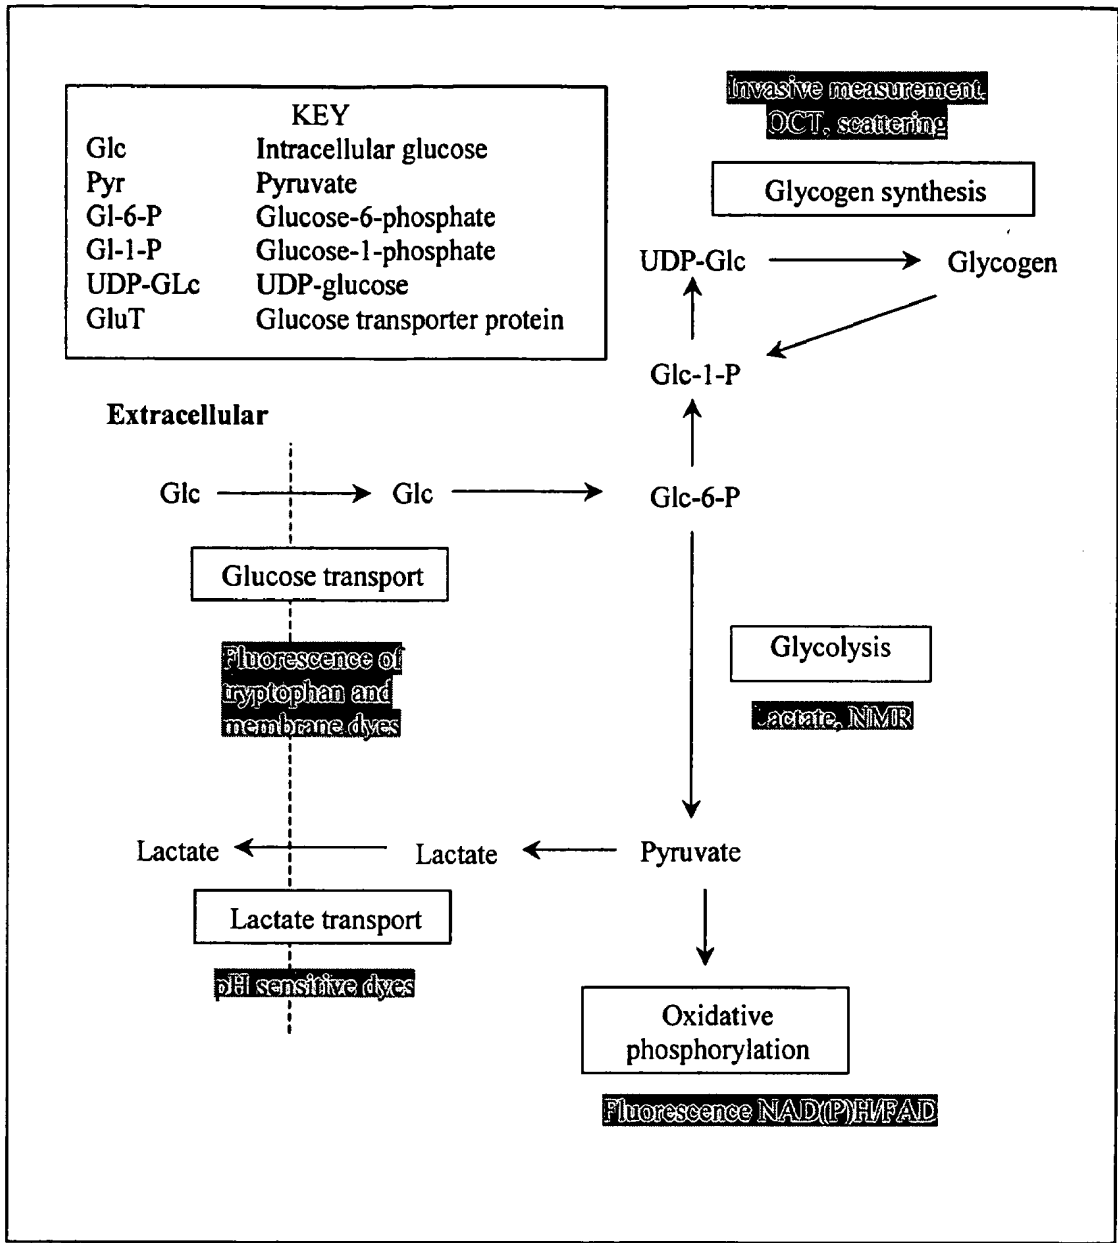 KEY
Glc Intracellular glucose
Pyr Pyruvate
Gl-6-P Glucose-6-phosphate
Gl-1-P Glucose-1-phosphate
UDP-GLc UDP-glucose
GluT Glucose transporter protein
Invasive measurement.
OCT, scattering
Glycogen synthesis
UDP-Glc Glycogen
Glc-1-P
Extracellular
Glc Glc Glc-6-P
Glucose transport
Fluorescence of
tryptophan and
membrane dyes
Glycolysis
Lactate, NMR
Lactate Lactate Pyruvate
Lactate transport
pH sensitive dyes
Oxidative
phosphorylation
Fluorescence NAD(P)H/FAD